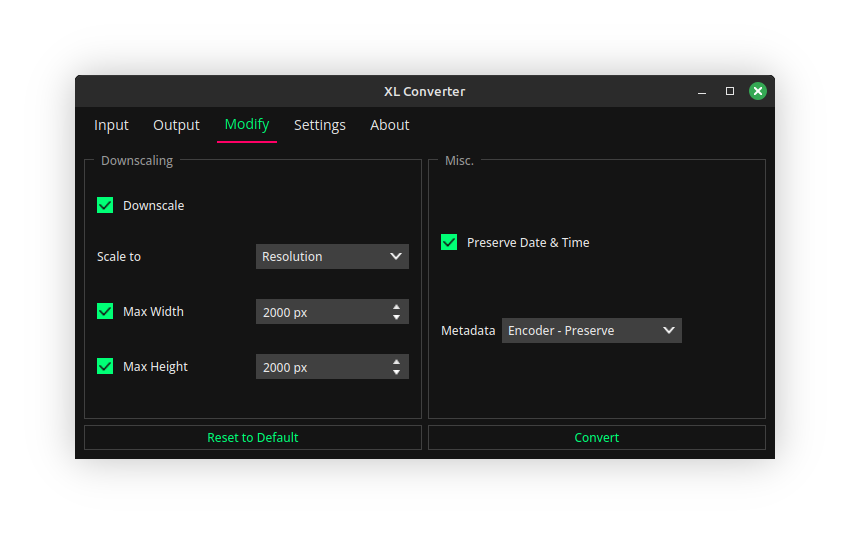 XL Converter
Input Output Modify Settings About
Downscaling
Downscale
Scale to Resolution
Max Width 2000 px
Max Height 2000 px
Reset to Default
Misc.
Preserve Date & Time
Metadata Encoder - Preserve
Convert